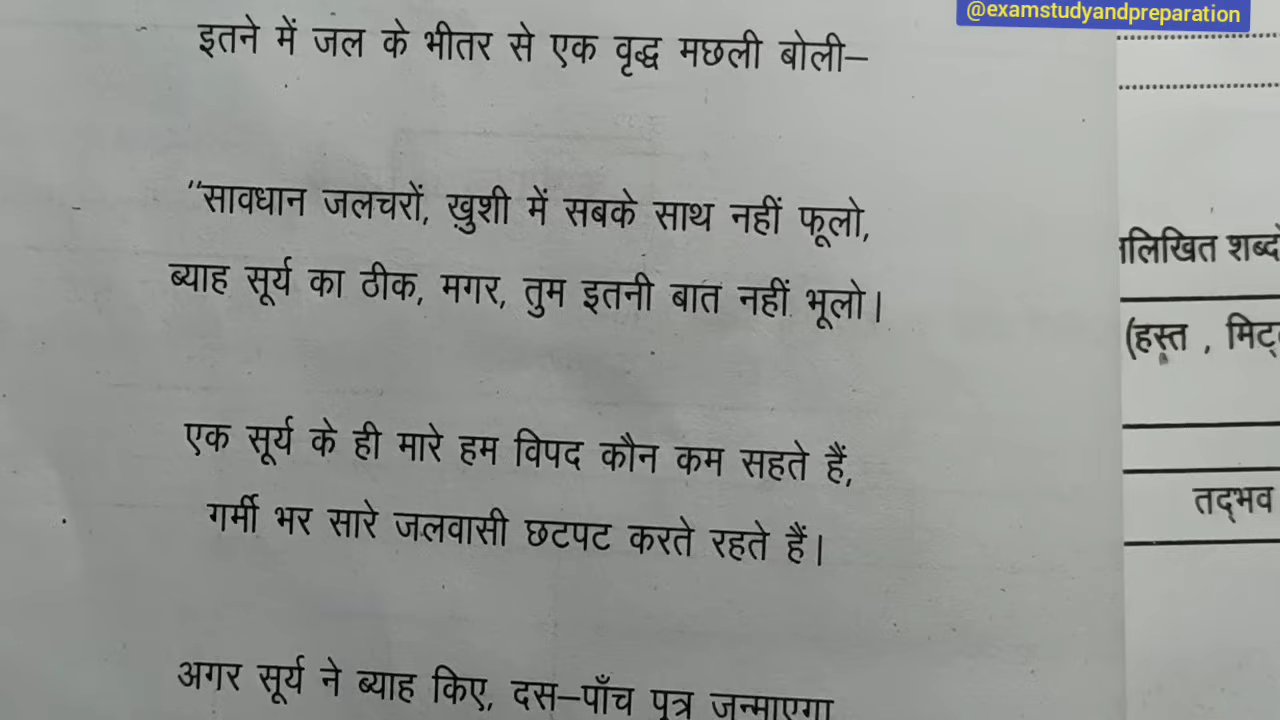 @examstudyandpreparation
इतने में जल के भीतर से एक वृद्ध मछली बोली–
"सावधान जलचरों, ख़ुशी में सबके साथ नहीं फूलो,
ब्याह सूर्य का ठीक, मगर, तुम इतनी बात नहीं भूलो।
एक सूर्य के ही मारे हम विपद कौन कम सहते हैं,
गर्मी भर सारे जलवासी छटपट करते रहते हैं।
अगर सूर्य ने ब्याह किए, दस–पाँच पुत्र जन्माएगा
लिखित शब्दों
(हस्त , मिट्
तद्भव